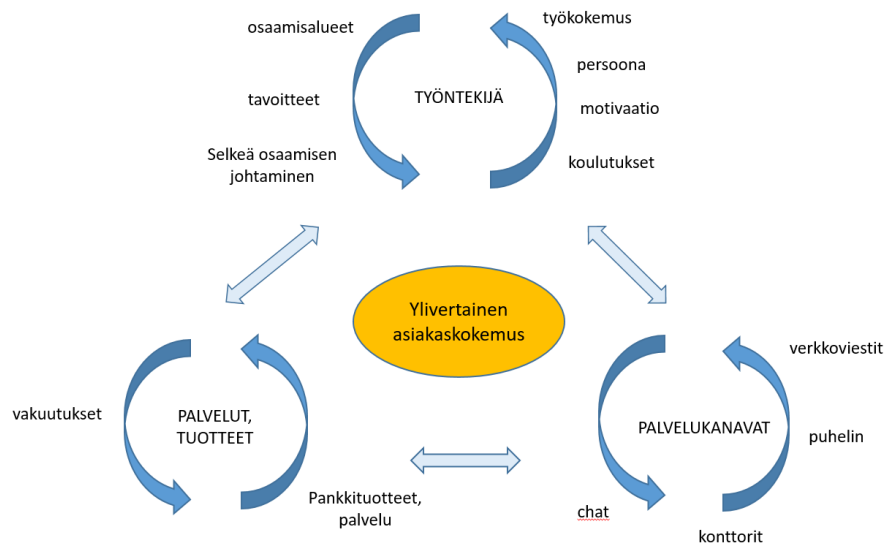 osaamisalueet
työkokemus
persoona
tavoitteet
TYÖNTEKIJÄ
motivaatio
Selkeä osaamisen
johtaminen
koulutukset
Ylivertainen
asiakaskokemus
verkkoviestit
vakuutukset
PALVELUT,
TUOTTEET
PALVELUKANAVAT
puhelin
Pankkituotteet,
palvelu
chat
konttorit